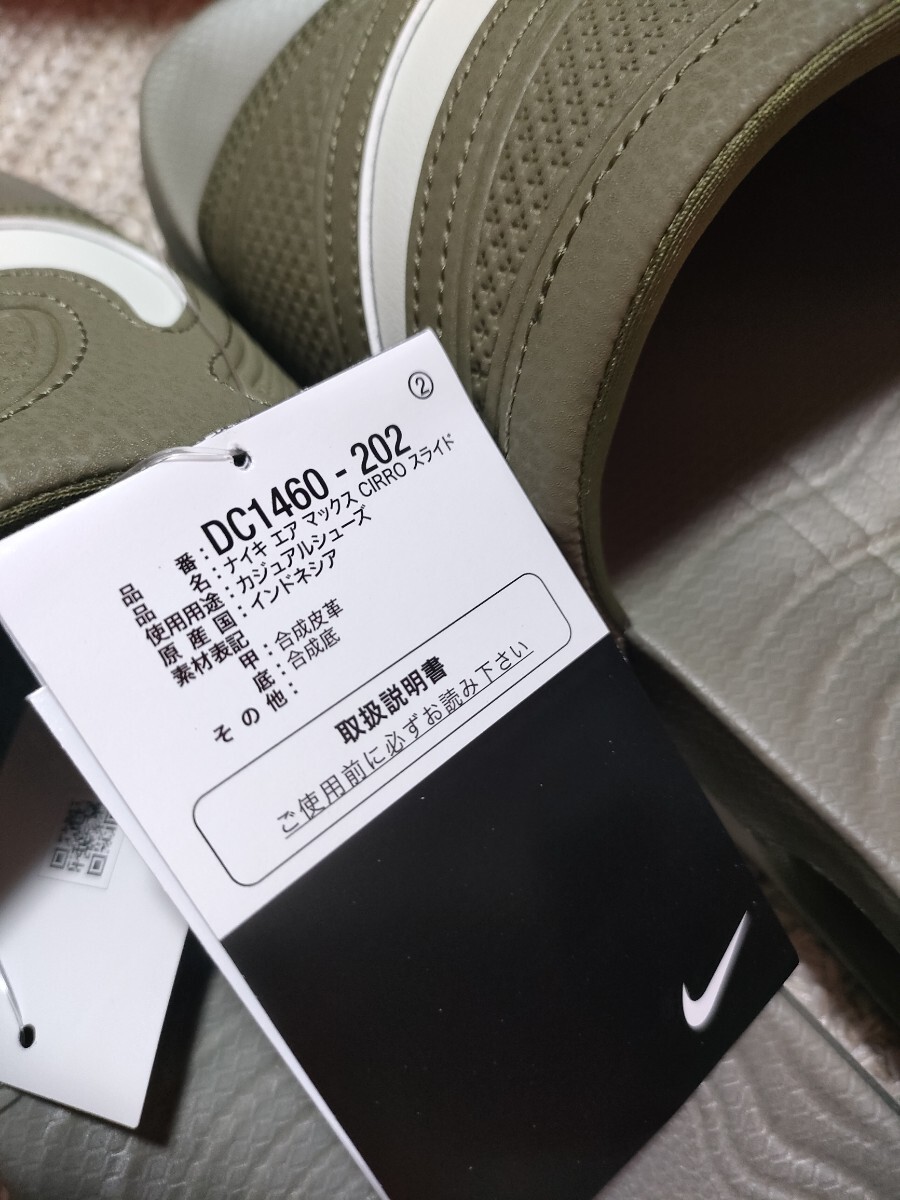 ②
品番：DC1460 - 202
品名：ナイキ エア マックス CIRRO スライド
使用用途：カジュアルシューズ
原産国：インドネシア
素材表記
甲：合成皮革
底：合成底
その他：
取扱説明書
ご使用前に必ずお読み下さい